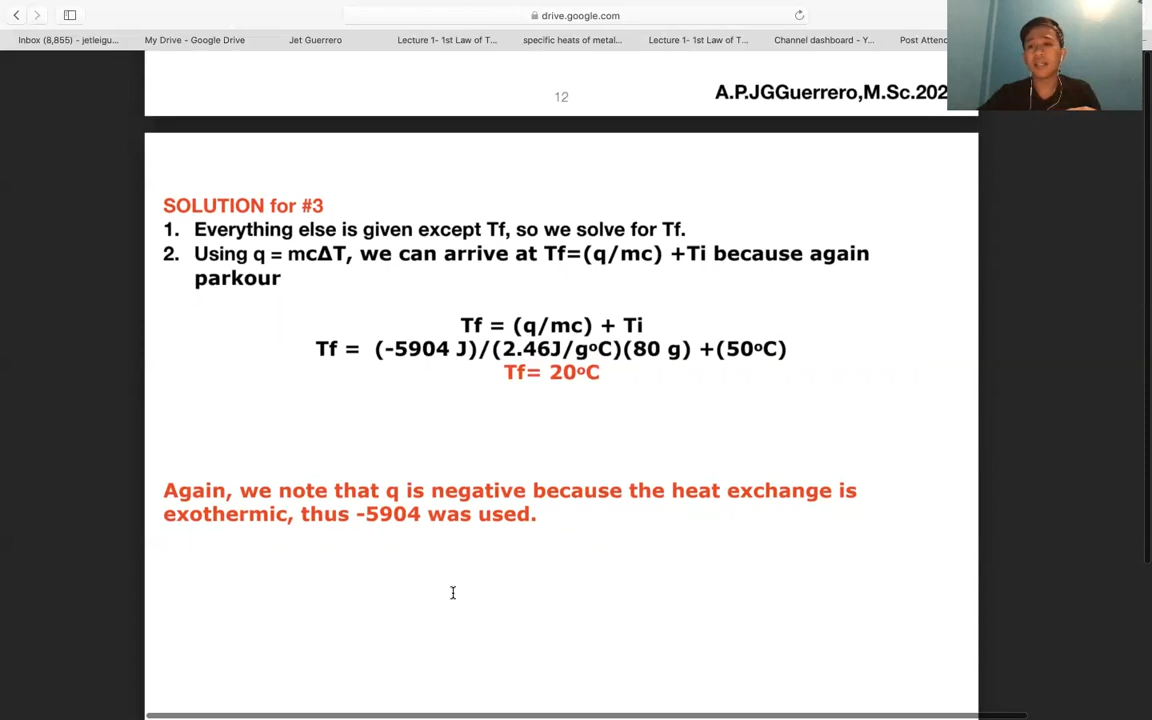 drive.google.com
Inbox (8,855) - jetleigu...
My Drive - Google Drive
Jet Guerrero
Lecture 1- 1st Law of T...
specific heats of metal...
Lecture 1- 1st Law of T...
Channel dashboard - Y...
Post Attend
12
A.P.JGGuerrero,M.Sc.202
SOLUTION for #3
1. Everything else is given except Tf, so we solve for Tf.
2. Using q = mcΔT, we can arrive at Tf=(q/mc) +Ti because again
parkour
Tf = (q/mc) + Ti
Tf = (-5904 J)/(2.46J/gᵒC)(80 g) +(50ᵒC)
Tf= 20ᵒC
Again, we note that q is negative because the heat exchange is
exothermic, thus -5904 was used.